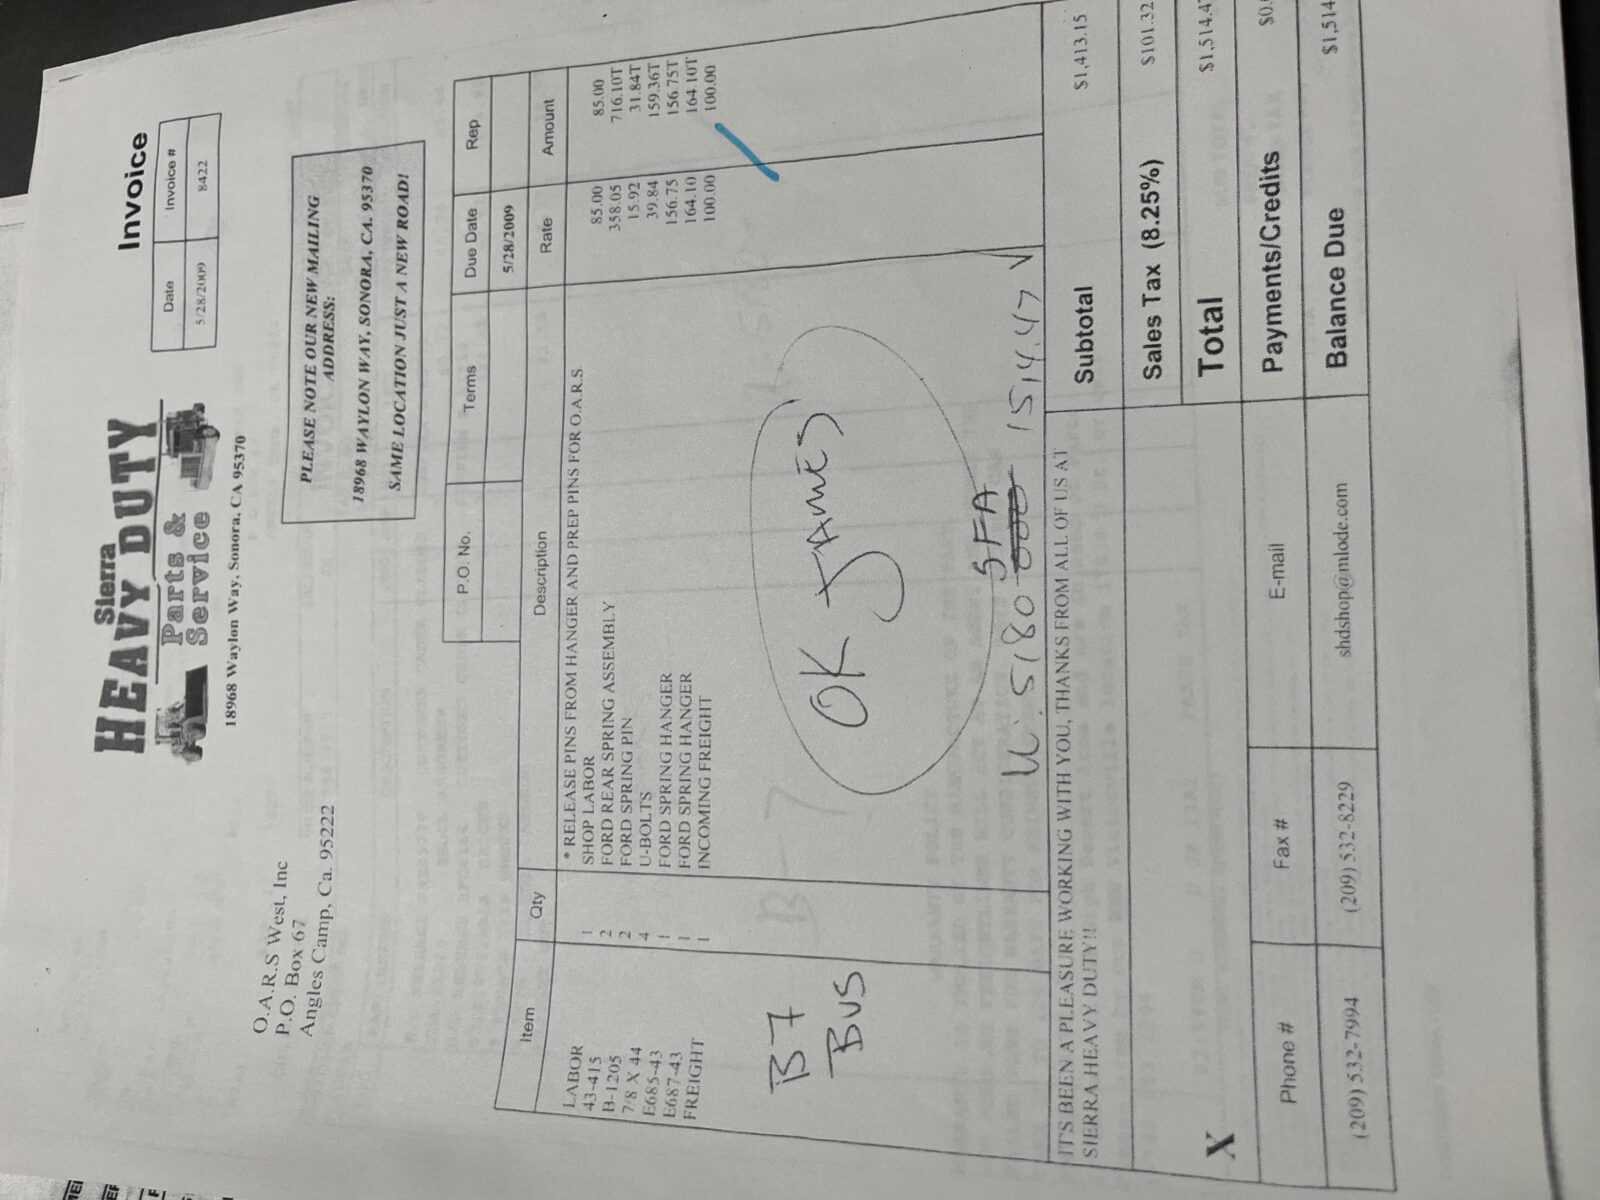 Sierra
HEAVY DUTY
Parts &
Service
18968 Waylon Way, Sonora, CA 95370
Invoice
Date Invoice #
5/28/2009 8422
O.A.R.S West, Inc
P.O. Box 67
Angles Camp, Ca. 95222
PLEASE NOTE OUR NEW MAILING
ADDRESS:
18968 WAYLON WAY, SONORA, CA. 95370
SAME LOCATION JUST A NEW ROAD!
P.O. No. Terms Due Date Rep
5/28/2009
Item Qty Description Rate Amount
* RELEASE PINS FROM HANGER AND PREP PINS FOR O.A.R.S.
LABOR 1 SHOP LABOR 85.00 85.00
43-415 2 FORD REAR SPRING ASSEMBLY 358.05 716.10T
B-1205 2 FORD SPRING PIN 15.92 31.84T
7/8 X 44 4 U-BOLTS 39.84 159.36T
E685-43 1 FORD SPRING HANGER 156.75 156.75T
E687-43 1 FORD SPRING HANGER 164.10 164.10T
FREIGHT 1 INCOMING FREIGHT 100.00 100.00
B7
BUS
OK JAMES
SFA
5180 1514.47
IT'S BEEN A PLEASURE WORKING WITH YOU, THANKS FROM ALL OF US AT
SIERRA HEAVY DUTY!!
Subtotal $1,413.15
Sales Tax (8.25%) $101.32
X
Total $1,514.47
Payments/Credits
Balance Due $1,514
Phone # Fax # E-mail
(209) 532-7994 (209) 532-8229 shdshop@mlode.com